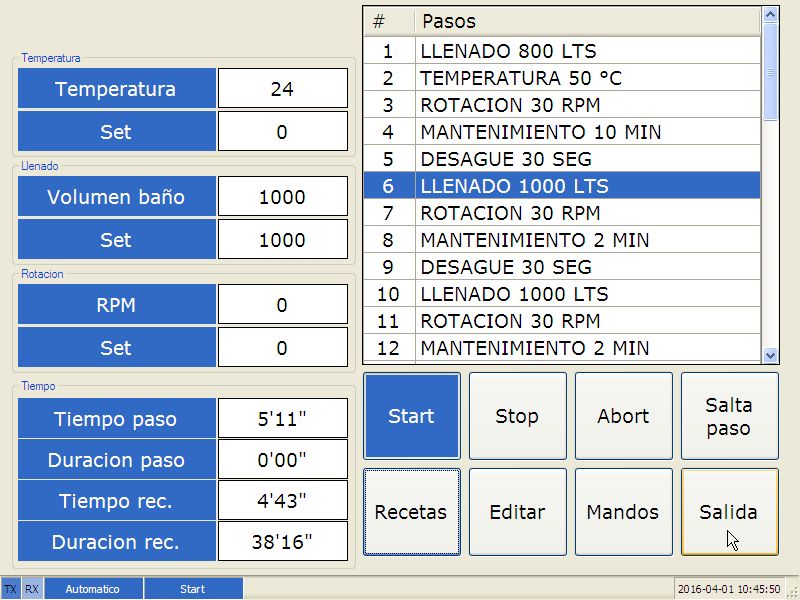 Temperatura
Temperatura 24
Set 0
Llenado
Volumen baño 1000
Set 1000
Rotacion
RPM 0
Set 0
Tiempo
Tiempo paso 5'11"
Duracion paso 0'00"
Tiempo rec. 4'43"
Duracion rec. 38'16"
# Pasos
1 LLENADO 800 LTS
2 TEMPERATURA 50 °C
3 ROTACION 30 RPM
4 MANTENIMIENTO 10 MIN
5 DESAGUE 30 SEG
6 LLENADO 1000 LTS
7 ROTACION 30 RPM
8 MANTENIMIENTO 2 MIN
9 DESAGUE 30 SEG
10 LLENADO 1000 LTS
11 ROTACION 30 RPM
12 MANTENIMIENTO 2 MIN
Start Stop Abort Salta
paso
Recetas Editar Mandos Salida
TX RX Automatico Start 2016-04-01 10:45:50